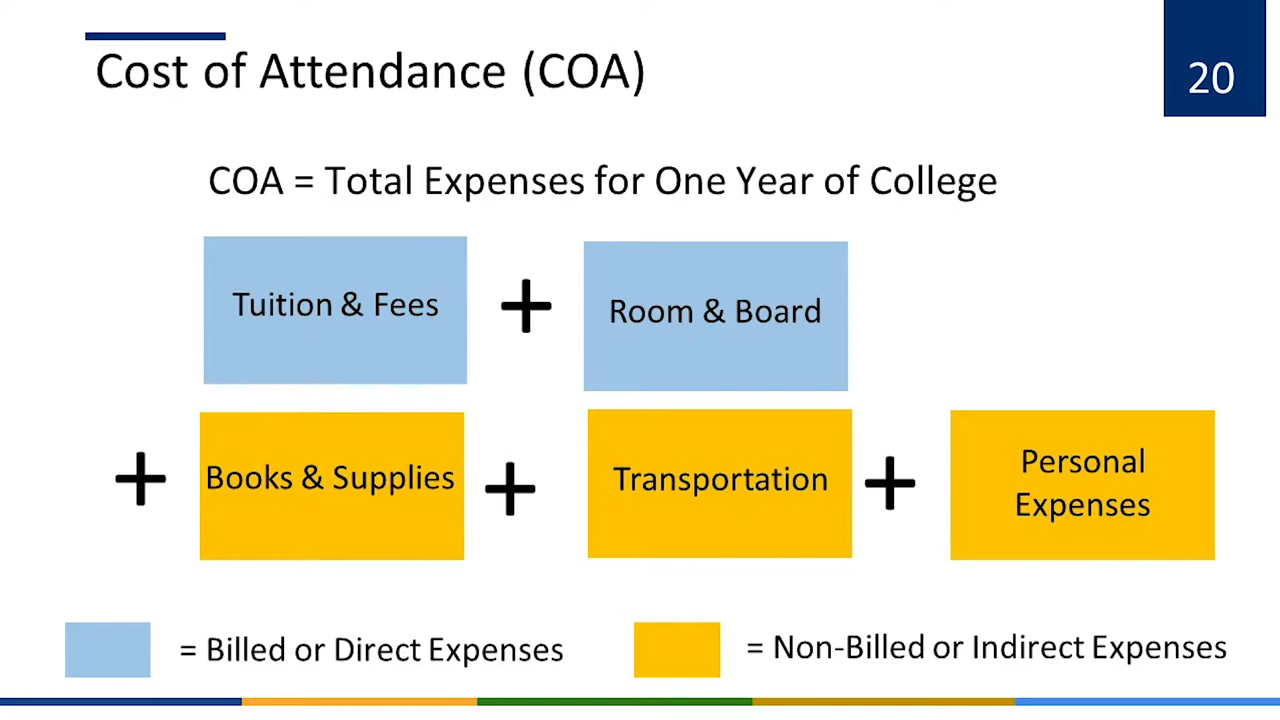 Cost of Attendance (COA)
20
COA = Total Expenses for One Year of College
Tuition & Fees + Room & Board
+ Books & Supplies + Transportation + Personal
Expenses
= Billed or Direct Expenses
= Non-Billed or Indirect Expenses